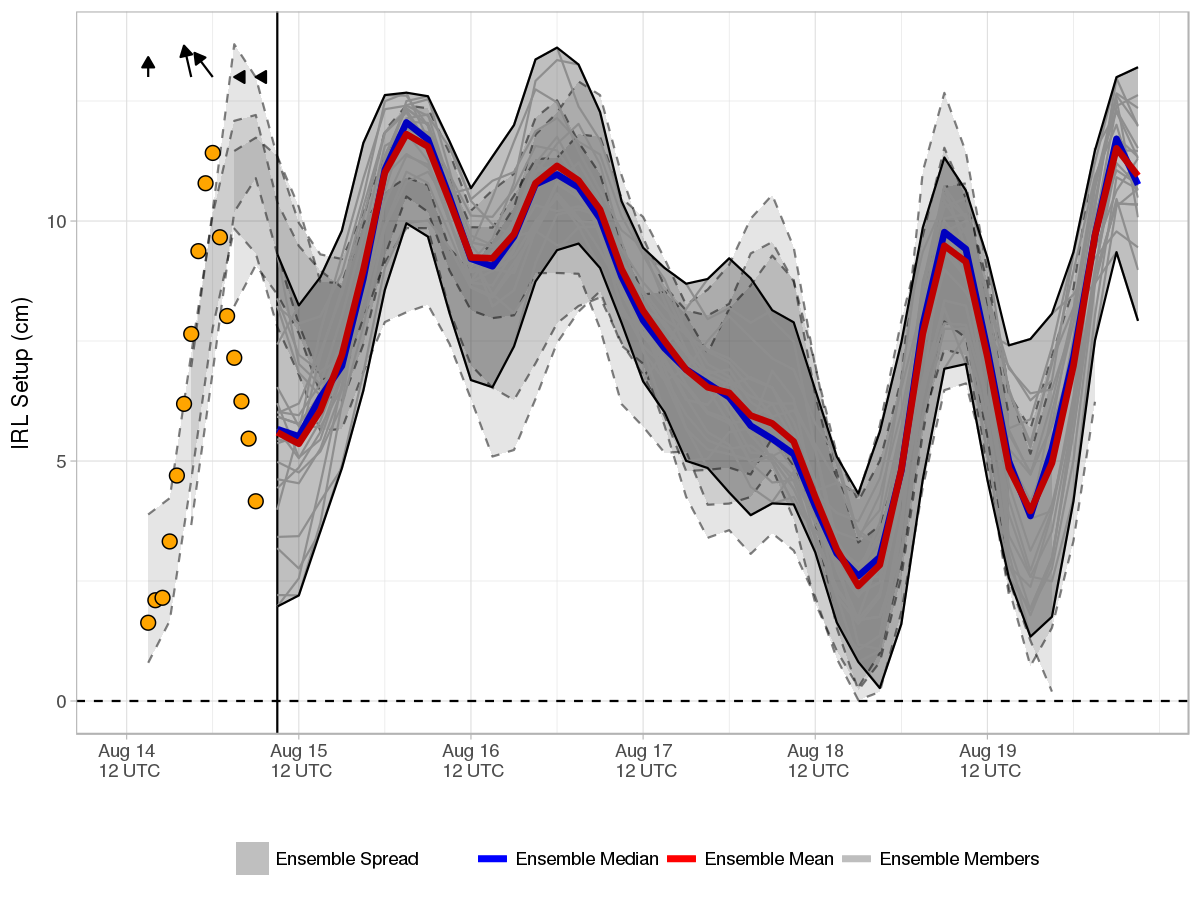 10
5
0
IRL Setup (cm)
Aug 14
12 UTC
Aug 15
12 UTC
Aug 16
12 UTC
Aug 17
12 UTC
Aug 18
12 UTC
Aug 19
12 UTC
Ensemble Spread
Ensemble Median
Ensemble Mean
Ensemble Members